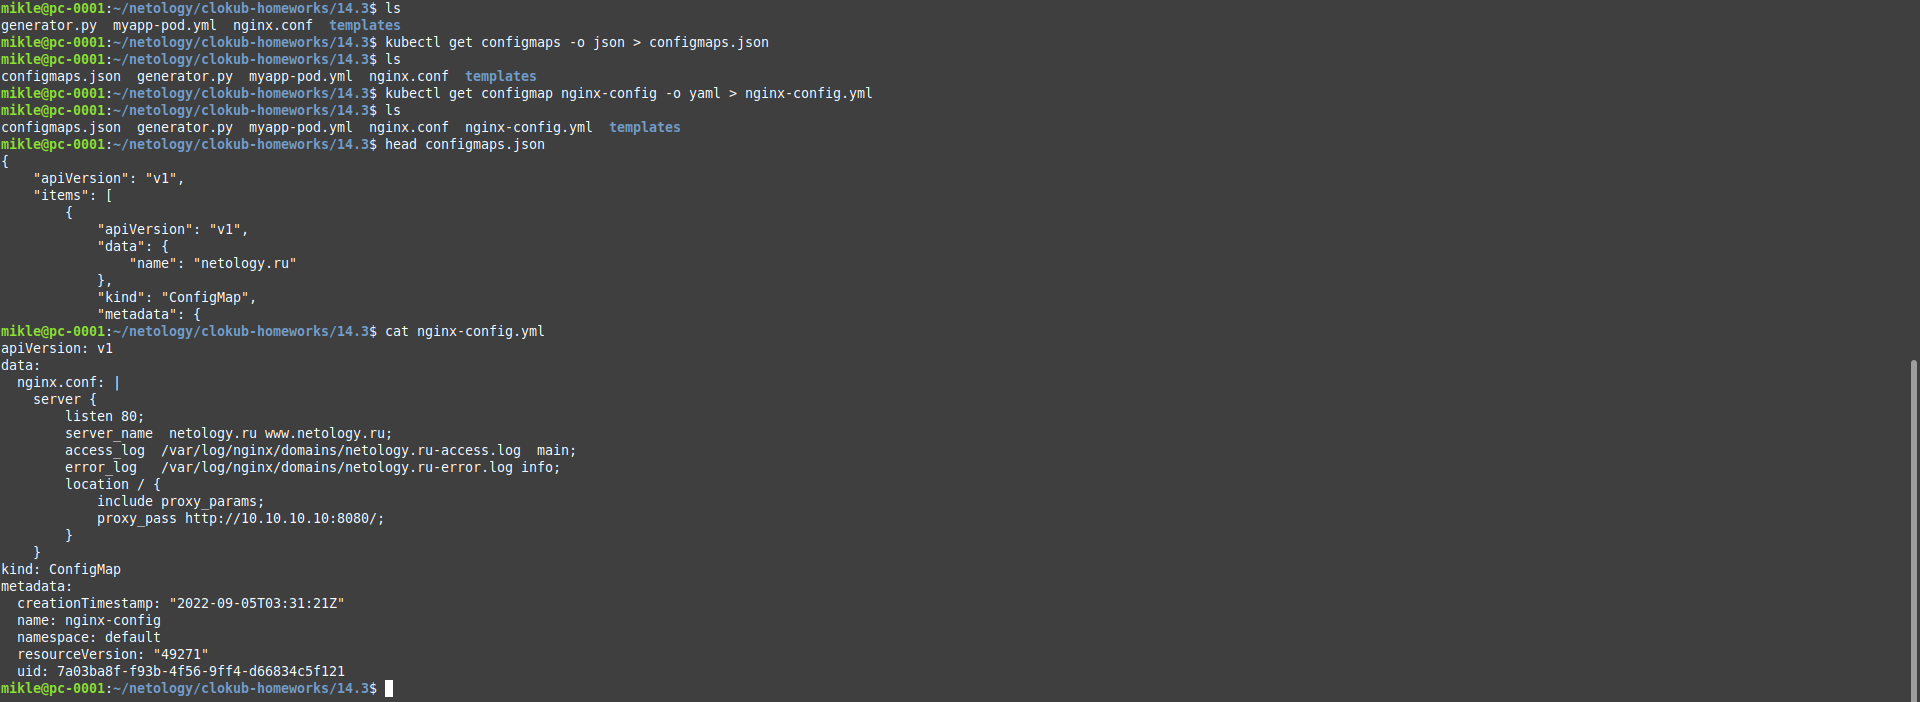 mikle@pc-0001:~/netology/clokub-homeworks/14.3$ ls
generator.py  myapp-pod.yml  nginx.conf  templates
mikle@pc-0001:~/netology/clokub-homeworks/14.3$ kubectl get configmaps -o json > configmaps.json
mikle@pc-0001:~/netology/clokub-homeworks/14.3$ ls
configmaps.json  generator.py  myapp-pod.yml  nginx.conf  templates
mikle@pc-0001:~/netology/clokub-homeworks/14.3$ kubectl get configmap nginx-config -o yaml > nginx-config.yml
mikle@pc-0001:~/netology/clokub-homeworks/14.3$ ls
configmaps.json  generator.py  myapp-pod.yml  nginx.conf  nginx-config.yml  templates
mikle@pc-0001:~/netology/clokub-homeworks/14.3$ head configmaps.json
{
    "apiVersion": "v1",
    "items": [
        {
            "apiVersion": "v1",
            "data": {
                "name": "netology.ru"
            },
            "kind": "ConfigMap",
            "metadata": {
mikle@pc-0001:~/netology/clokub-homeworks/14.3$ cat nginx-config.yml
apiVersion: v1
data:
  nginx.conf: |
    server {
        listen 80;
        server_name  netology.ru www.netology.ru;
        access_log  /var/log/nginx/domains/netology.ru-access.log  main;
        error_log   /var/log/nginx/domains/netology.ru-error.log info;
        location / {
            include proxy_params;
            proxy_pass http://10.10.10.10:8080/;
        }
    }
kind: ConfigMap
metadata:
  creationTimestamp: "2022-09-05T03:31:21Z"
  name: nginx-config
  namespace: default
  resourceVersion: "49271"
  uid: 7a03ba8f-f93b-4f56-9ff4-d66834c5f121
mikle@pc-0001:~/netology/clokub-homeworks/14.3$